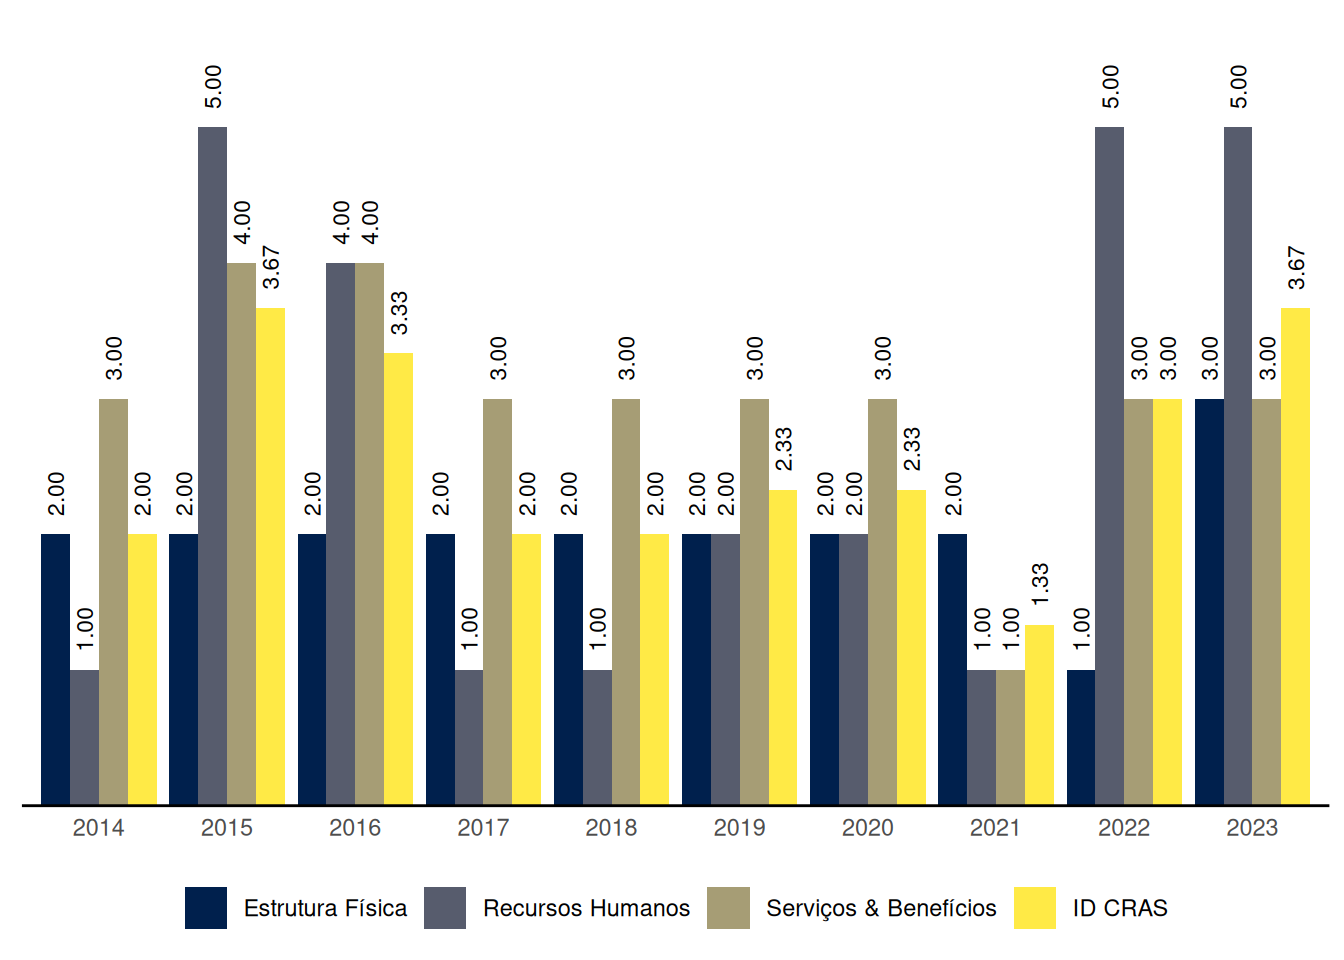 2.00 1.00 3.00 2.00
2.00 5.00 4.00 3.67
2.00 4.00 4.00 3.33
2.00 1.00 3.00 2.00
2.00 1.00 3.00 2.00
2.00 2.00 3.00 2.33
2.00 2.00 3.00 2.33
2.00 1.00 1.00 1.33
1.00 5.00 3.00 3.00
3.00 5.00 3.00 3.67
2014 2015 2016 2017 2018 2019 2020 2021 2022 2023
Estrutura Física Recursos Humanos Serviços & Benefícios ID CRAS